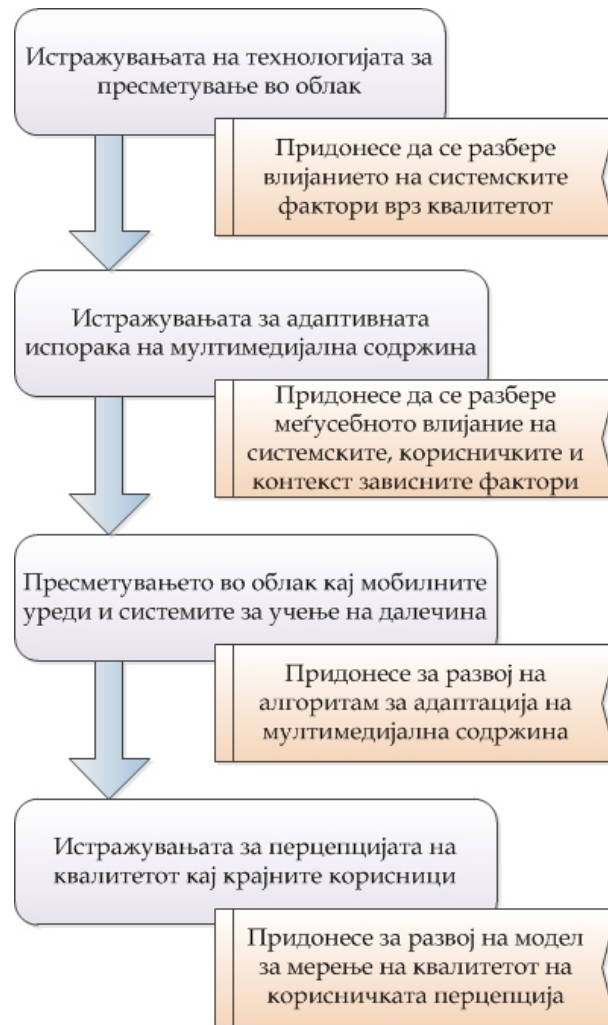 Истражувањата на технологијата за
пресметување во облак
Придонесе да се разбере
влијанието на системските
фактори врз квалитетот
Истражувањата за адаптивната
испорака на мултимедијална содржина
Придонесе да се разбере
меѓусебното влијание на
системските, корисничките и
контекст зависните фактори
Пресметувањето во облак кај мобилните
уреди и системите за учење на далечина
Придонесе за развој на
алгоритам за адаптација на
мултимедијална содржина
Истражувањата за перцепцијата на
квалитетот кај крајните корисници
Придонесе за развој на модел
за мерење на квалитетот на
корисничката перцепција